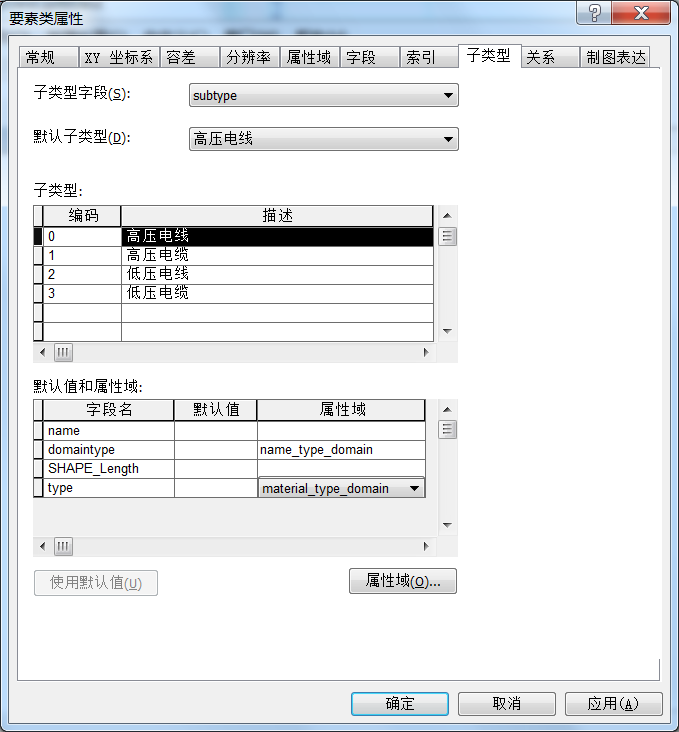 要素类属性
常规 XY 坐标系 容差 分辨率 属性域 字段 索引 子类型 关系 制图表达
子类型字段(S): subtype
默认子类型(D): 高压电线
子类型:
编码 描述
0 高压电线
1 高压电缆
2 低压电线
3 低压电缆
默认值和属性域:
字段名 默认值 属性域
name
domaintype name_type_domain
SHAPE_Length
type material_type_domain
使用默认值(U) 属性域(O)...
确定 取消 应用(A)